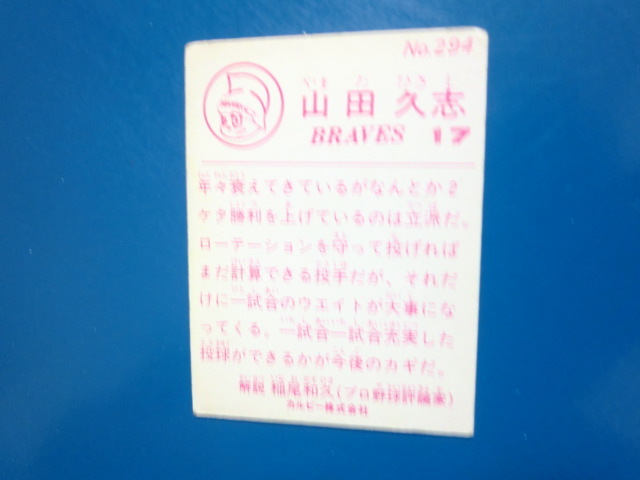 No.294
山田久志
BRAVES 17
年々衰えてきているがなんとか2
ケタ勝利を上げているのは立派だ。
ローテーションを守って投げれば
まだ計算できる投手だが、それだ
けに一試合のウエイトが大事にな
ってくる。一試合一試合充実した
投球ができるかが今後のカギだ。
解説 稲尾和久(プロ野球評論家)
カルビー株式会社